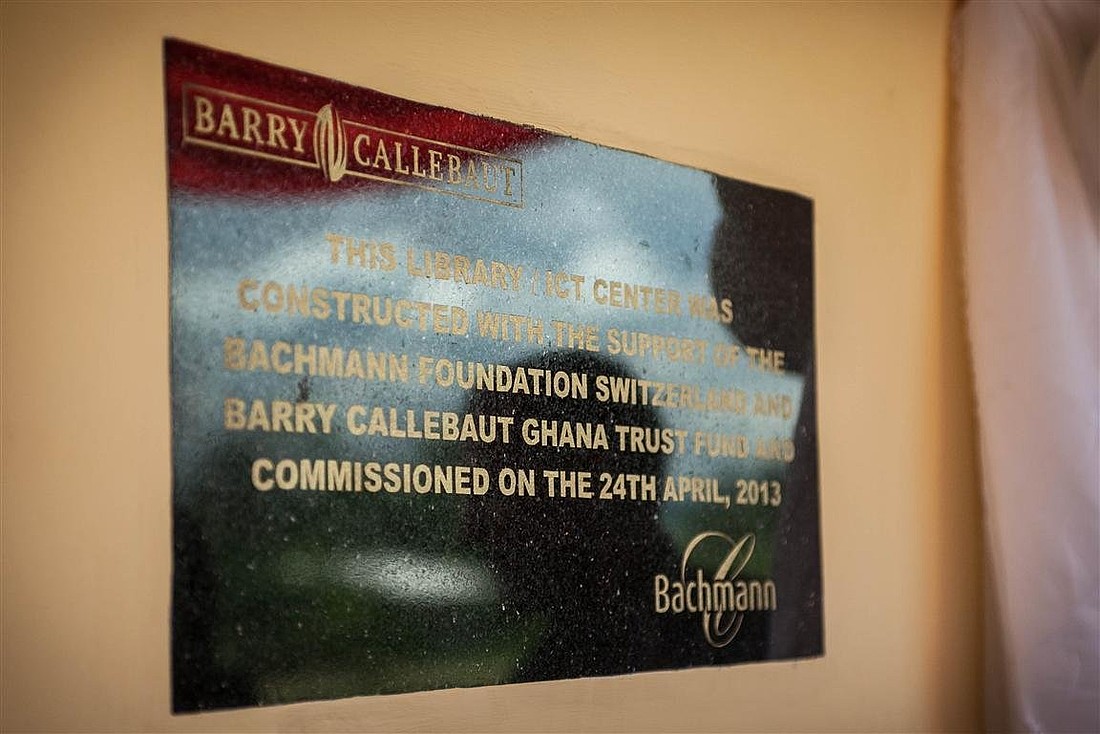 BARRY CALLEBAUT
THIS LIBRARY / ICT CENTER WAS
CONSTRUCTED WITH THE SUPPORT OF THE
BACHMANN FOUNDATION SWITZERLAND AND
BARRY CALLEBAUT GHANA TRUST FUND AND
COMMISSIONED ON THE 24TH APRIL, 2013
Bachmann